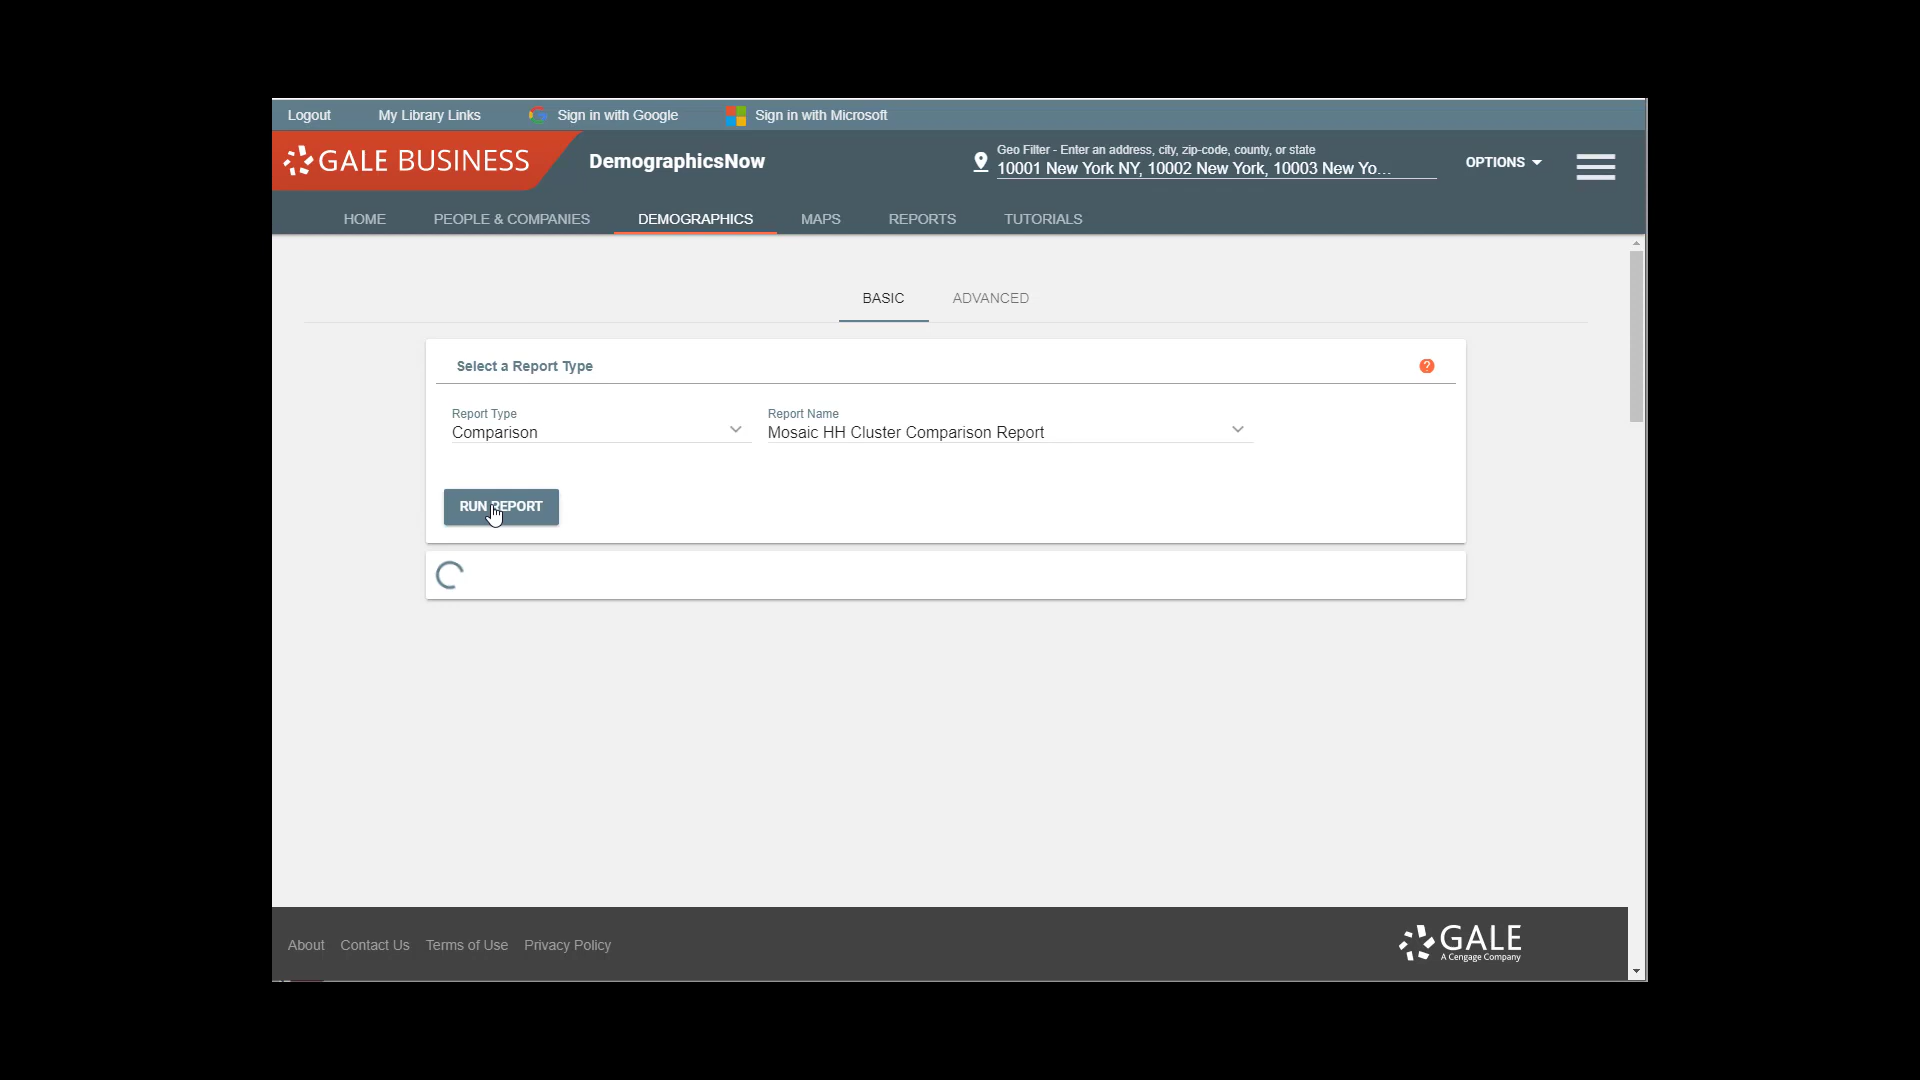 Logout My Library Links Sign in with Google Sign in with Microsoft
GALE BUSINESS DemographicsNow
Geo Filter - Enter an address, city, zip-code, county, or state
10001 New York NY, 10002 New York, 10003 New Yo...
OPTIONS
HOME PEOPLE & COMPANIES DEMOGRAPHICS MAPS REPORTS TUTORIALS
BASIC ADVANCED
Select a Report Type ?
Report Type Report Name
Comparison Mosaic HH Cluster Comparison Report
RUN REPORT
About Contact Us Terms of Use Privacy Policy
GALE
A Cengage Company